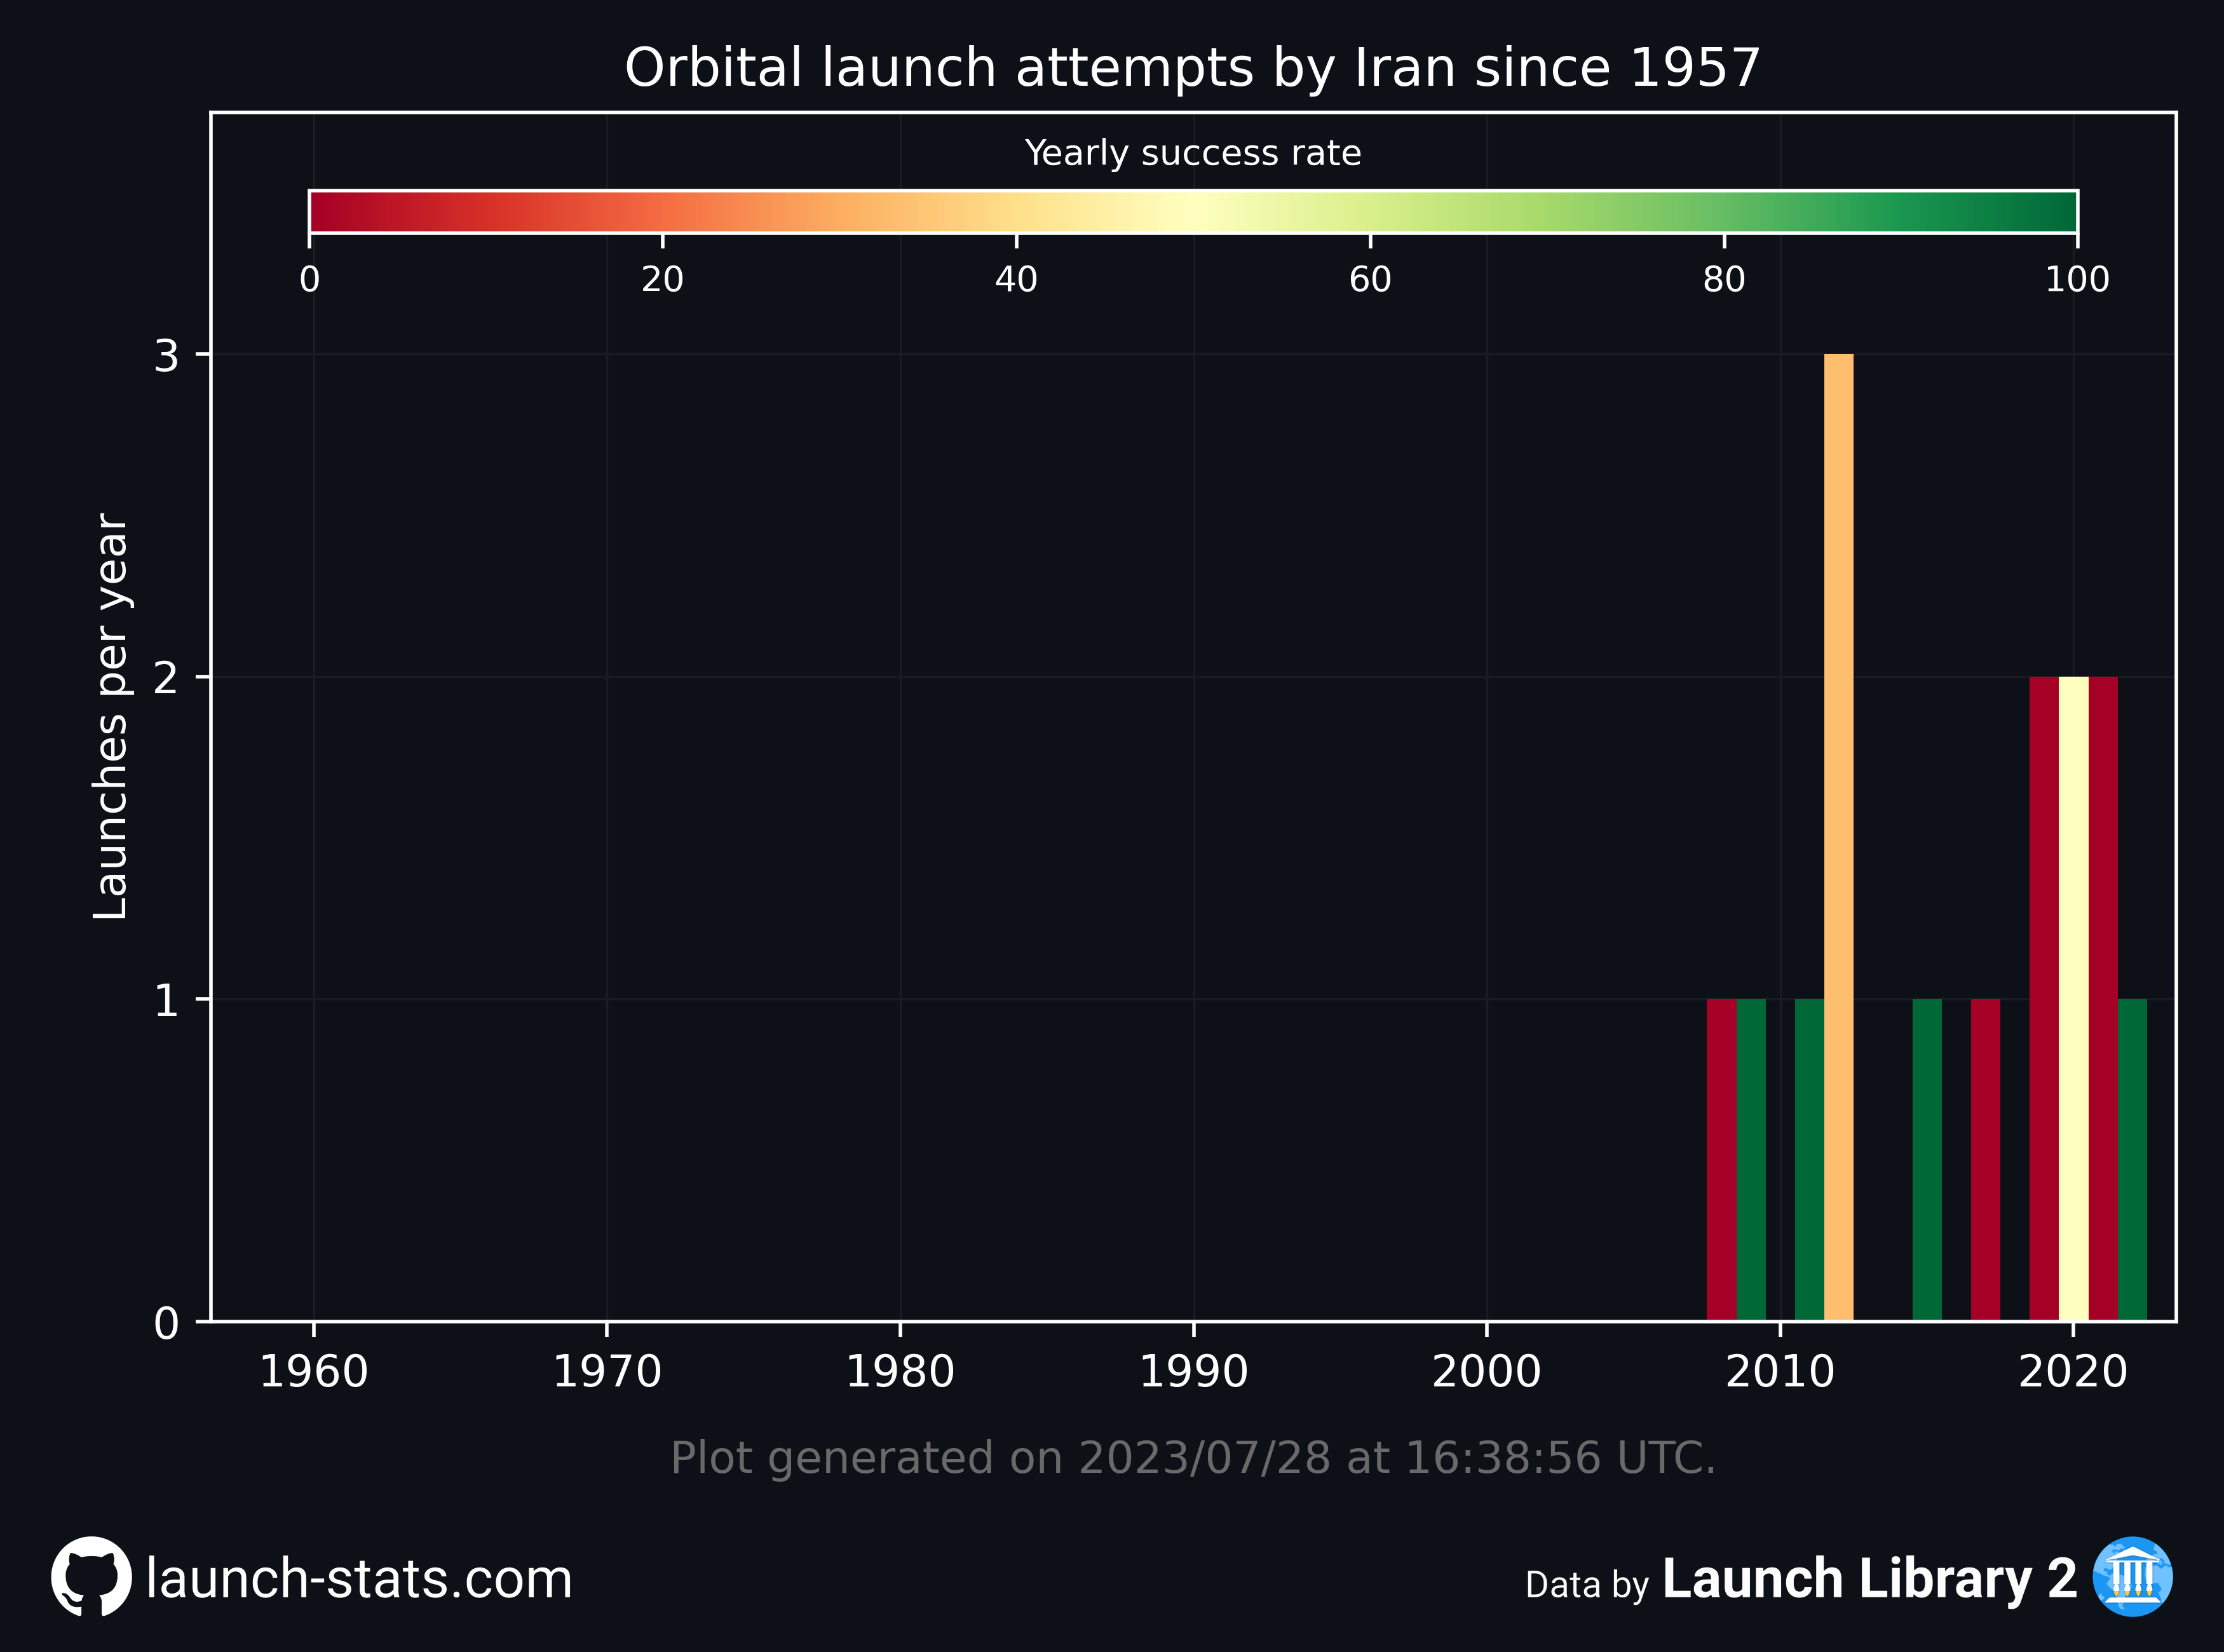 Orbital launch attempts by Iran since 1957
Yearly success rate
0 20 40 60 80 100
3
2
1
0
Launches per year
1960 1970 1980 1990 2000 2010 2020
Plot generated on 2023/07/28 at 16:38:56 UTC.
launch-stats.com
Data by Launch Library 2